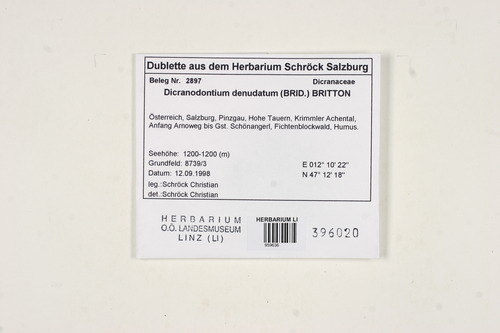 Dublette aus dem Herbarium Schröck Salzburg
Beleg Nr. 2897 Dicranaceae
Dicranodontium denudatum (BRID.) BRITTON
Österreich, Salzburg, Pinzgau, Hohe Tauern, Krimmler Achental,
Anfang Arnoweg bis Gst. Schönangerl, Fichtenblockwald, Humus.
Seehöhe: 1200-1200 (m)
Grundfeld: 8739/3 E 012° 10' 22''
Datum: 12.09.1998 N 47° 12' 18''
leg.:Schröck Christian
det.:Schröck Christian
HERBARIUM
O.Ö. LANDESMUSEUM
LINZ (LI)
HERBARIUM LI
959636
396020